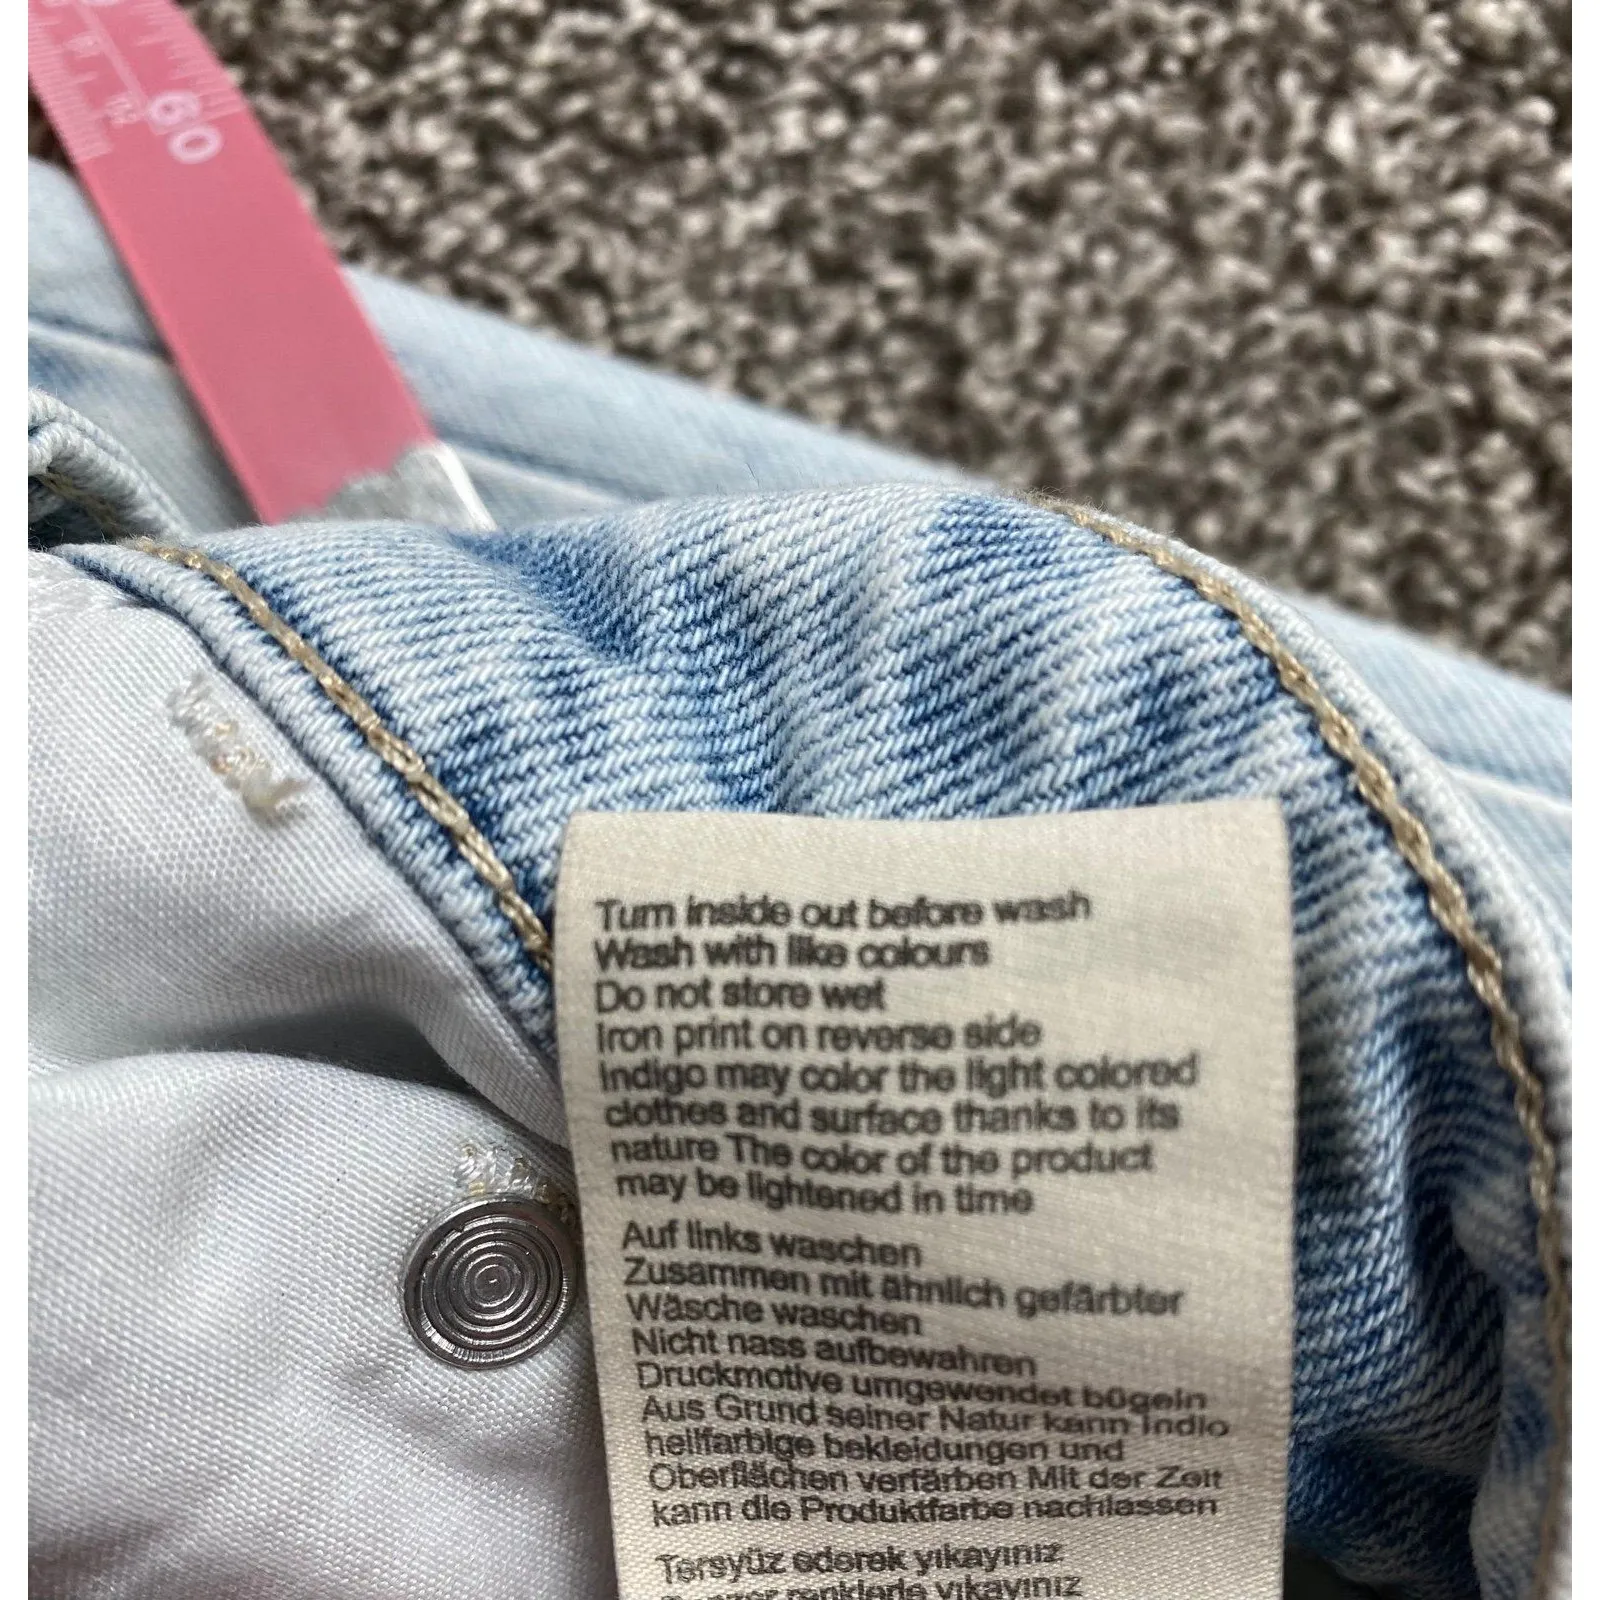 60
Turn inside out before wash
Wash with like colours
Do not store wet
Iron print on reverse side
Indigo may color the light colored
clothes and surface thanks to its
nature The color of the product
may be lightened in time
Auf links waschen
Zusammen mit ähnlich gefärbter
Wäsche waschen
Nicht nass aufbewahren
Druckmotive umgewendet bügeln
Aus Grund seiner Natur kann Indio
hellfarbige bekleidungen und
Oberflächen verfärben Mit der Zeit
kann die Produktfarbe nachlassen
Tersyüz ederek yıkayınız
renklerle yıkayınız